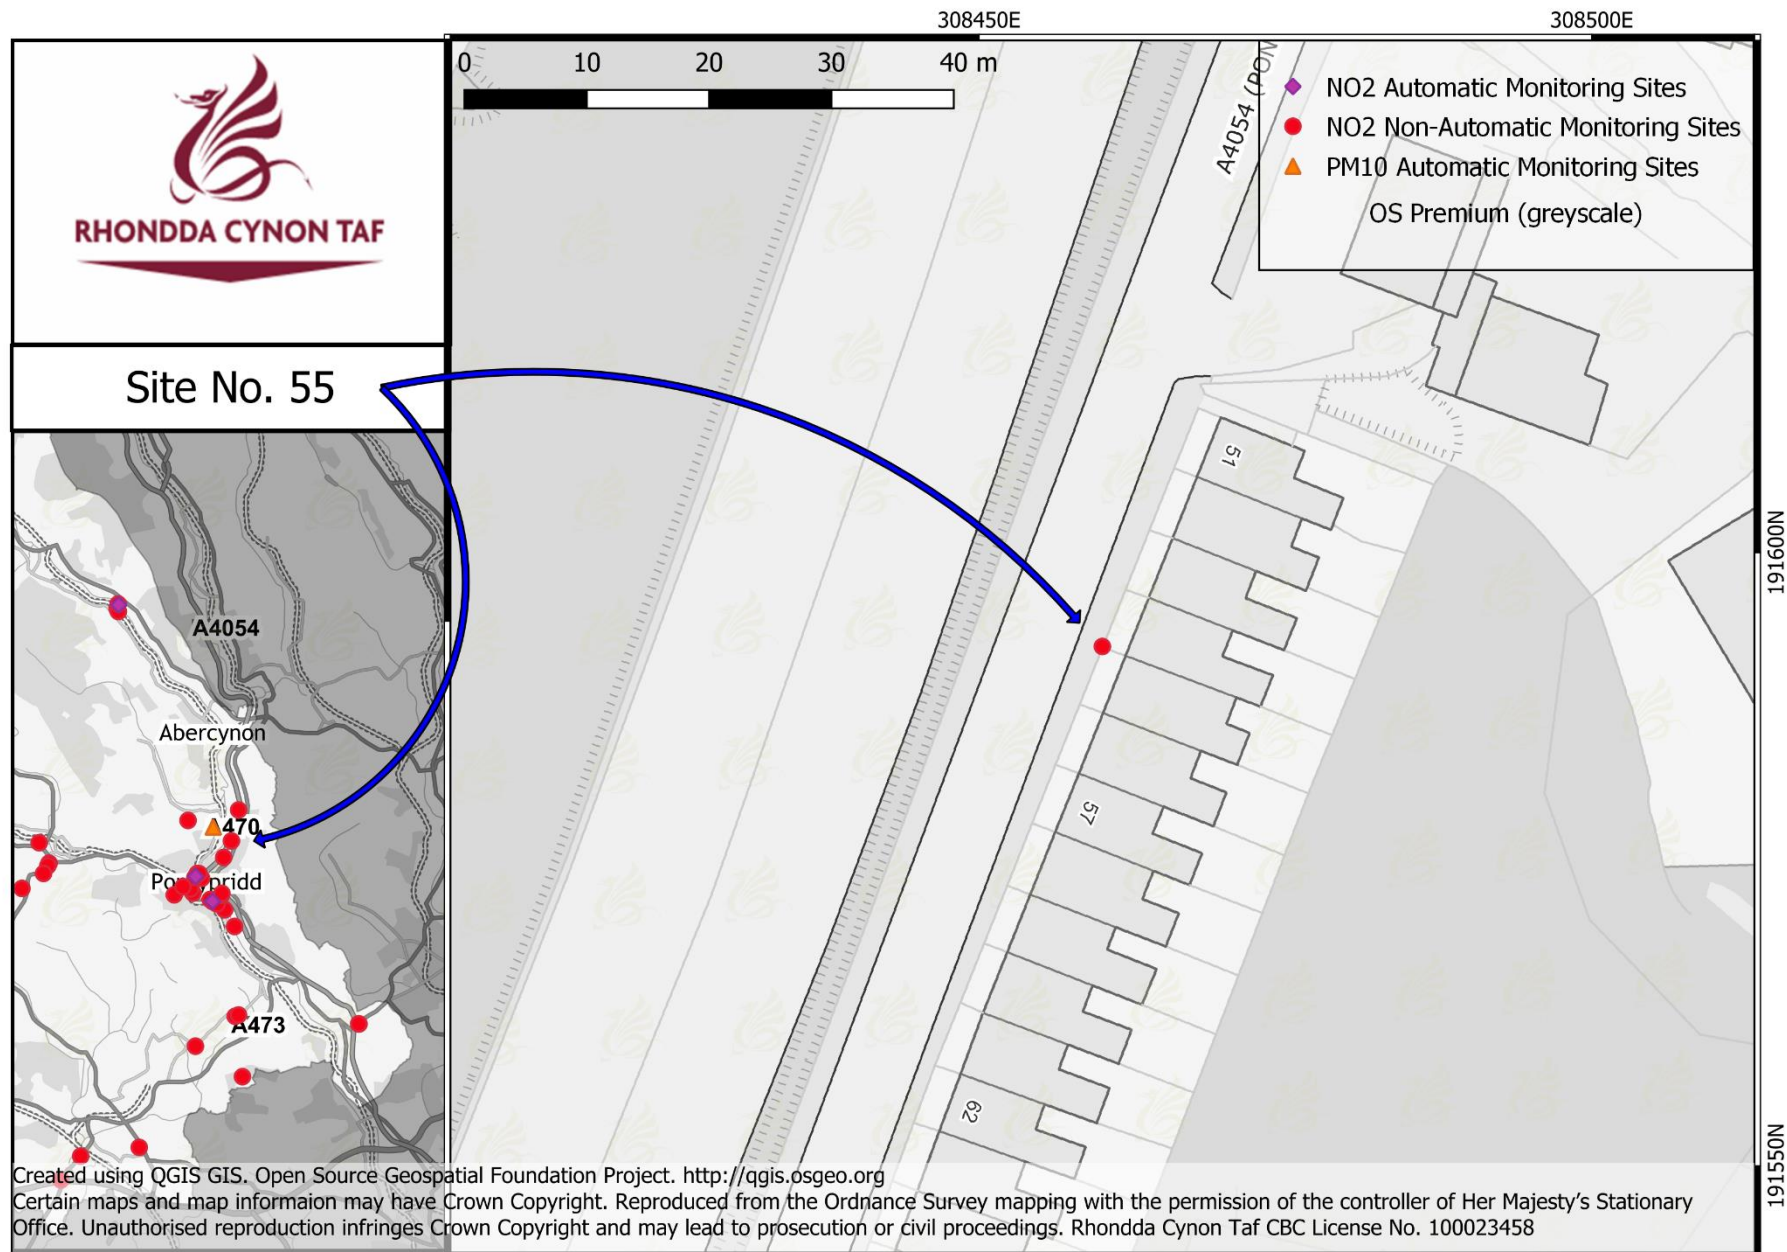 308450E
308500E
RHONDDA CYNON TAF
0 10 20 30 40 m
A4054 (PON
NO2 Automatic Monitoring Sites
NO2 Non-Automatic Monitoring Sites
PM10 Automatic Monitoring Sites
OS Premium (greyscale)
Site No. 55
51
191600N
A4054
Abercynon
57
A470
Pontypridd
A473
62
191550N
Created using QGIS GIS. Open Source Geospatial Foundation Project. http://qgis.osgeo.org
Certain maps and map informaion may have Crown Copyright. Reproduced from the Ordnance Survey mapping with the permission of the controller of Her Majesty's Stationary
Office. Unauthorised reproduction infringes Crown Copyright and may lead to prosecution or civil proceedings. Rhondda Cynon Taf CBC License No. 100023458